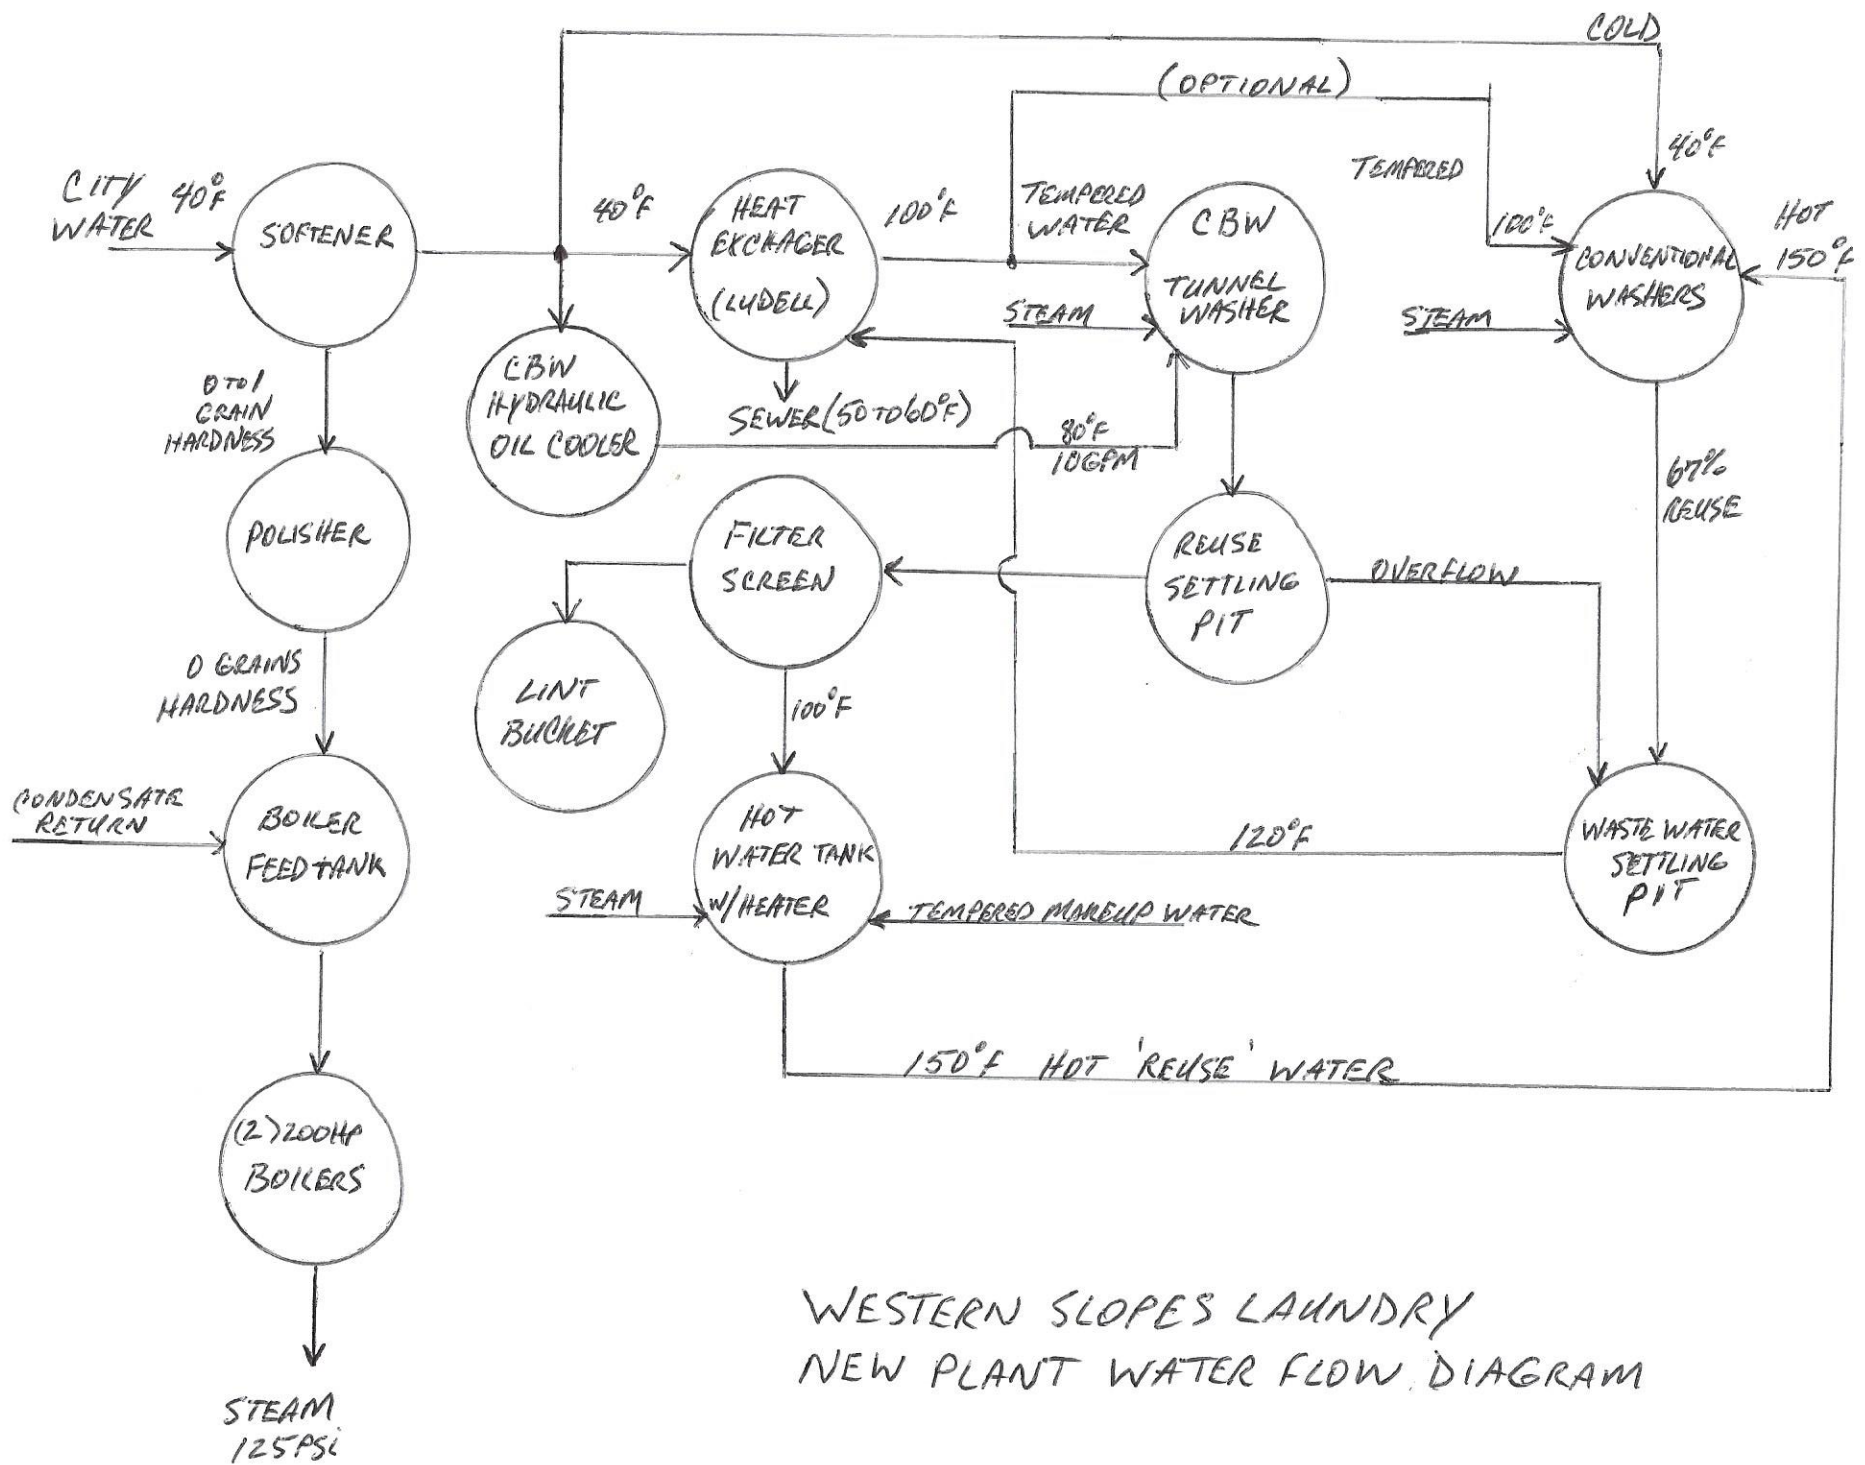 COLD
(OPTIONAL)
CITY
WATER
40°F
SOFTENER
40°F
HEAT
EXCHAGER
(LUDELL)
100°F
TEMPERED
WATER
CBW
TUNNEL
WASHER
STEAM
TEMPERED
40°F
100°F
HOT
150°F
CONVENTIONAL
WASHERS
STEAM
0 TO 1
GRAIN
HARDNESS
CBW
HYDRAULIC
OIL COOLER
SEWER (50 TO 60°F)
80°F
10GPM
67%
REUSE
POLISHER
FILTER
SCREEN
REUSE
SETTLING
PIT
OVERFLOW
0 GRAINS
HARDNESS
LINT
BUCKET
100°F
CONDENSATE
RETURN
BOILER
FEED TANK
HOT
WATER TANK
W/HEATER
STEAM
TEMPERED MAKEUP WATER
120°F
WASTE WATER
SETTLING
PIT
150°F HOT 'REUSE' WATER
(2) 200HP
BOILERS
STEAM
125PSi
WESTERN SLOPES LAUNDRY
NEW PLANT WATER FLOW DIAGRAM